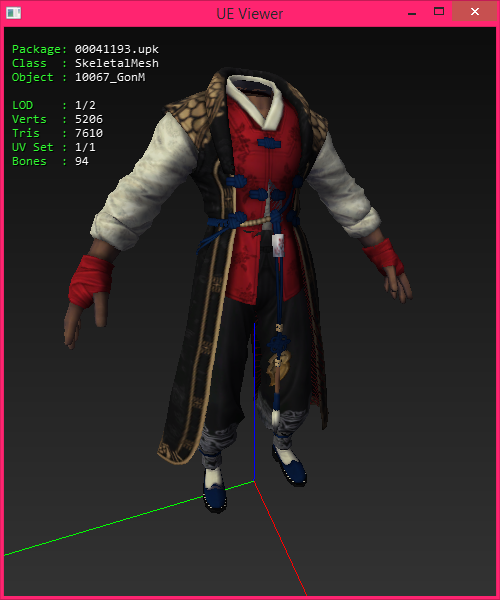 UE Viewer
Package: 00041193.upk
Class : SkeletalMesh
Object : 10067_GonM
LOD : 1/2
Verts : 5206
Tris : 7610
UV Set : 1/1
Bones : 94